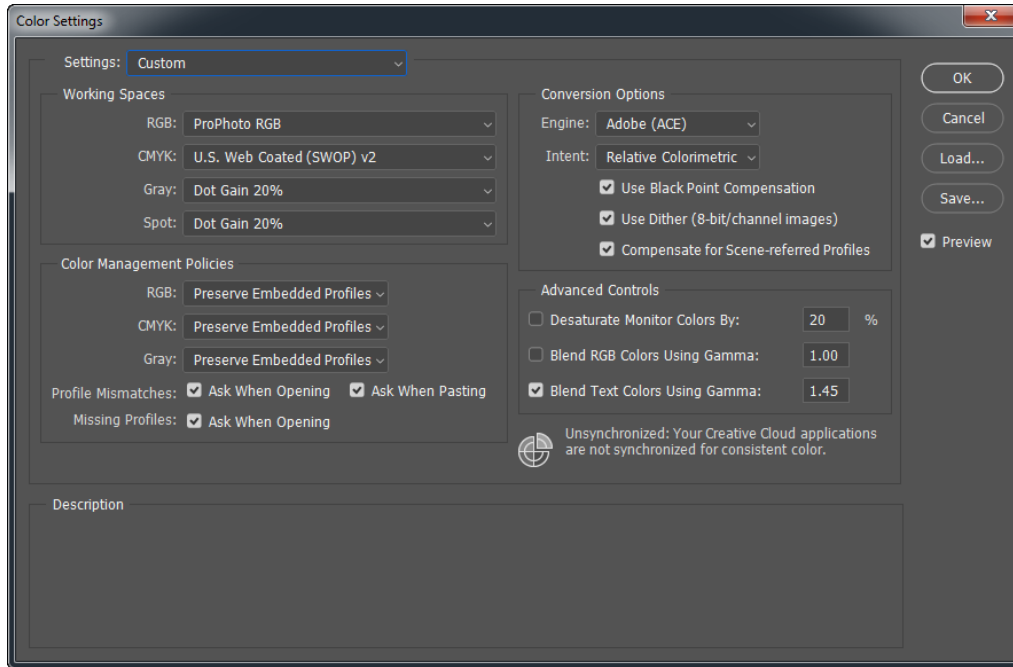 Color Settings
Settings: Custom
Working Spaces
RGB: ProPhoto RGB
CMYK: U.S. Web Coated (SWOP) v2
Gray: Dot Gain 20%
Spot: Dot Gain 20%
Color Management Policies
RGB: Preserve Embedded Profiles
CMYK: Preserve Embedded Profiles
Gray: Preserve Embedded Profiles
Profile Mismatches: Ask When Opening Ask When Pasting
Missing Profiles: Ask When Opening
Conversion Options
Engine: Adobe (ACE)
Intent: Relative Colorimetric
Use Black Point Compensation
Use Dither (8-bit/channel images)
Compensate for Scene-referred Profiles
Advanced Controls
Desaturate Monitor Colors By: 20 %
Blend RGB Colors Using Gamma: 1.00
Blend Text Colors Using Gamma: 1.45
Unsynchronized: Your Creative Cloud applications
are not synchronized for consistent color.
OK
Cancel
Load...
Save...
Preview
Description